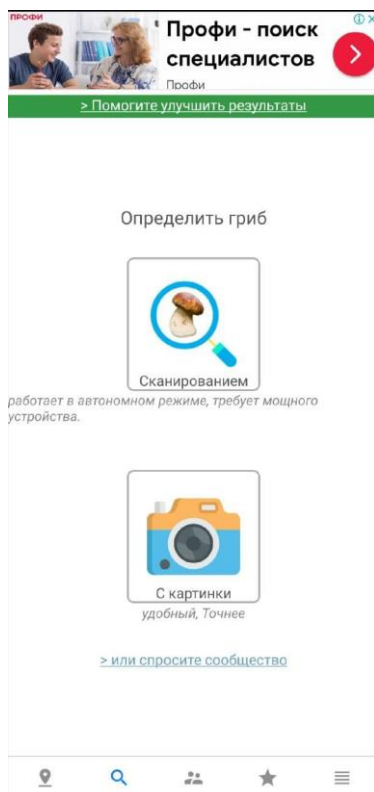 ПРОФИ
Профи - поиск
специалистов
Профи
> Помогите улучшить результаты
Определить гриб
Сканированием
работает в автономном режиме, требует мощного
устройства.
С картинки
удобный, Точнее
> или спросите сообщество